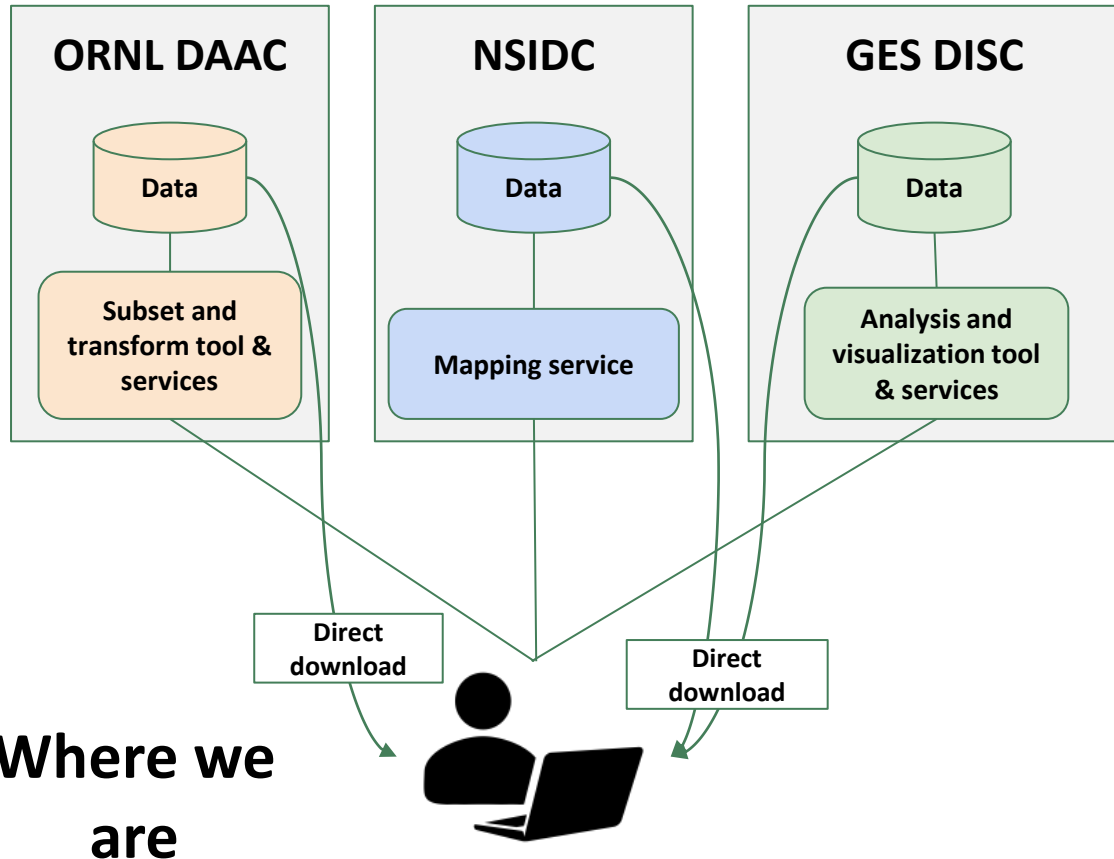 ORNL DAAC
NSIDC
GES DISC
Data
Data
Data
Subset and
transform tool &
services
Mapping service
Analysis and
visualization tool
& services
Direct
download
Direct
download
Where we
are